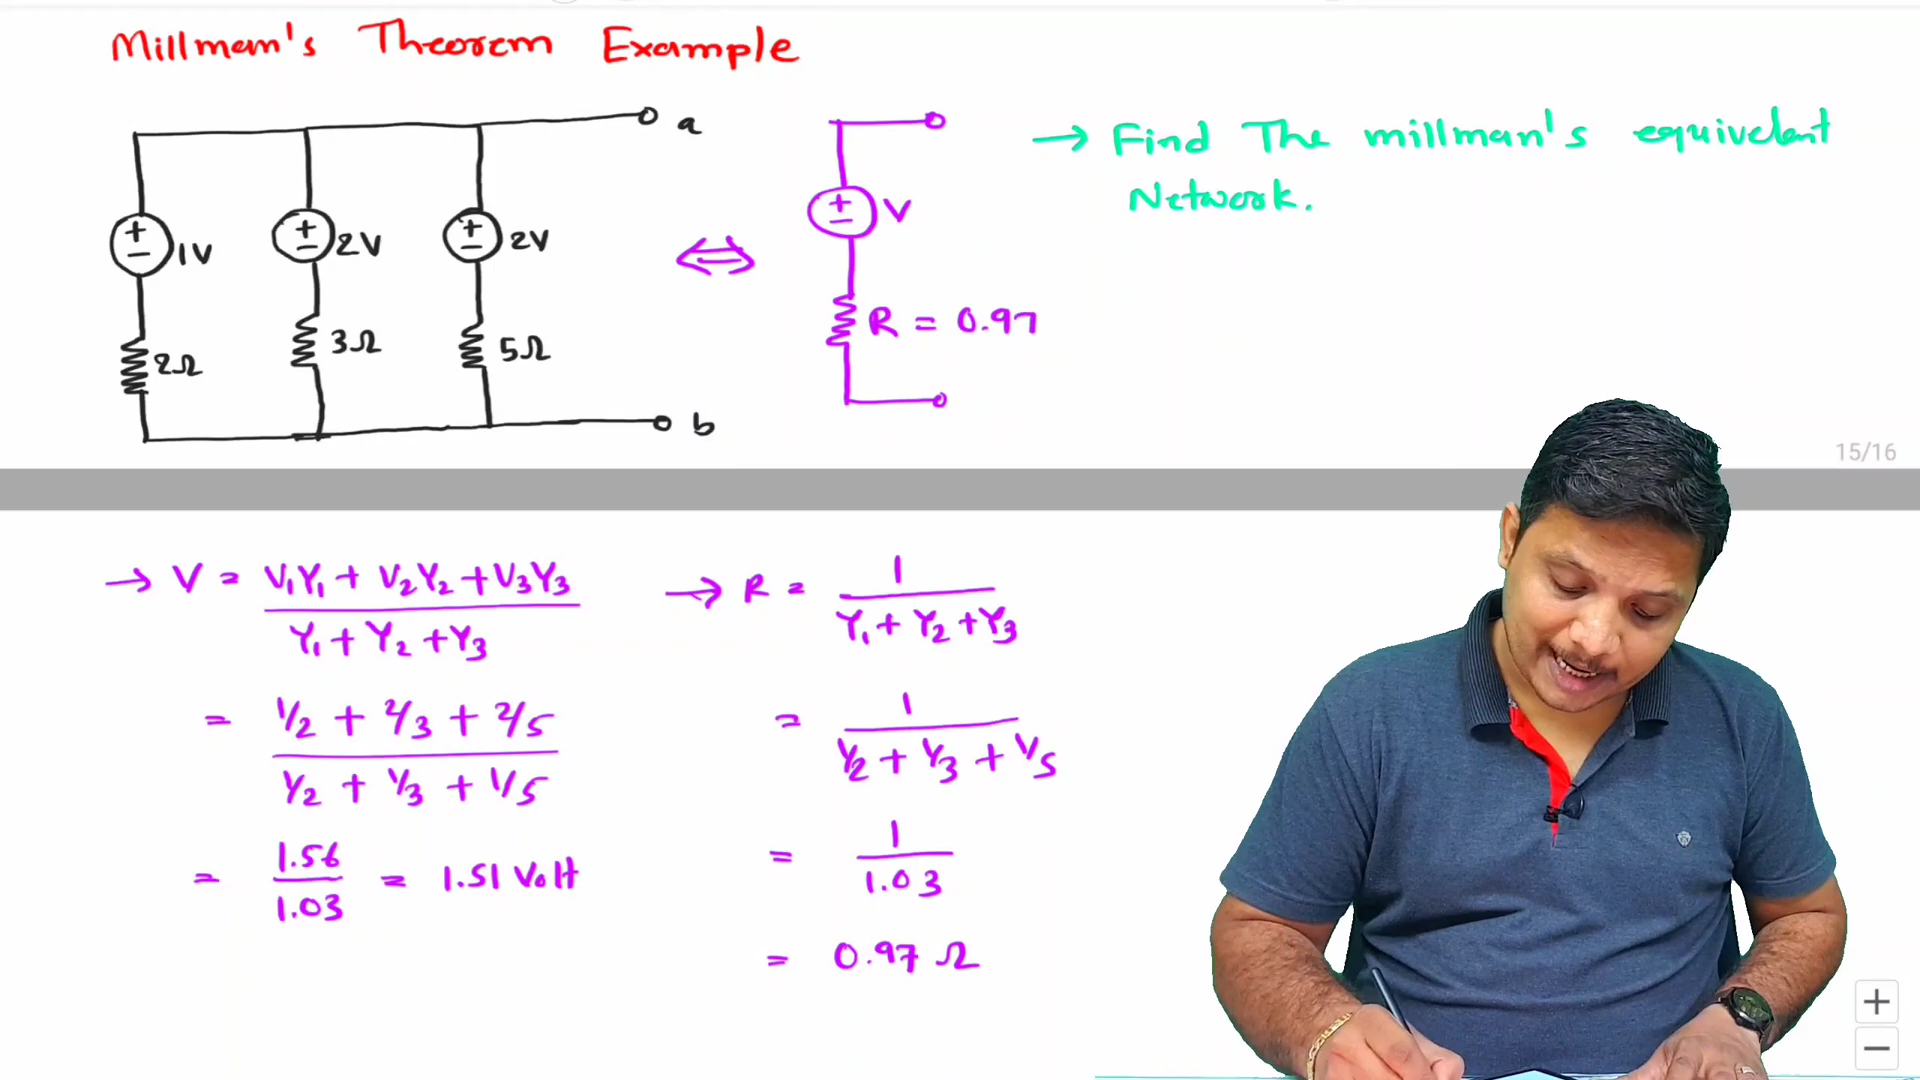 Millman's Theorem Example
a
1V 2V 2V
2Ω 3Ω 5Ω
b
V
R = 0.97
→ Find The millman's equivalent
Network.
15/16
→ V = V₁Y₁ + V₂Y₂ + V₃Y₃
Y₁ + Y₂ + Y₃
= 1/2 + 2/3 + 2/5
1/2 + 1/3 + 1/5
= 1.56
1.03
= 1.51 Volt
→ R = 1
Y₁ + Y₂ + Y₃
= 1
1/2 + 1/3 + 1/5
= 1
1.03
= 0.97 Ω